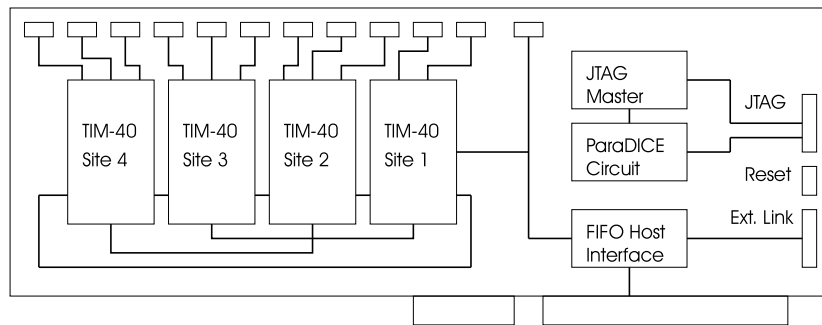 JTAG
Master
JTAG
TIM-40
Site 4
TIM-40
Site 3
TIM-40
Site 2
TIM-40
Site 1
ParaDICE
Circuit
Reset
Ext. Link
FIFO Host
Interface